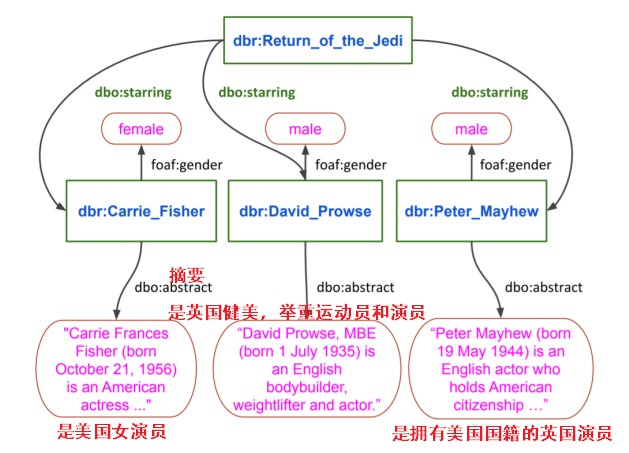 dbr:Return_of_the_Jedi
dbo:starring
dbo:starring
dbo:starring
female
male
male
foaf:gender
foaf:gender
foaf:gender
dbr:Carrie_Fisher
dbr:David_Prowse
dbr:Peter_Mayhew
摘要
dbo:abstract
dbo:abstract
dbo:abstract
是英国健美，举重运动员和演员
"Carrie Frances
Fisher (born
October 21, 1956)
is an American
actress ..."
“David Prowse, MBE
(born 1 July 1935) is
an English
bodybuilder,
weightlifter and actor.”
“Peter Mayhew (born
19 May 1944) is an
English actor who
holds American
citizenship …”
是美国女演员
是拥有美国国籍的英国演员